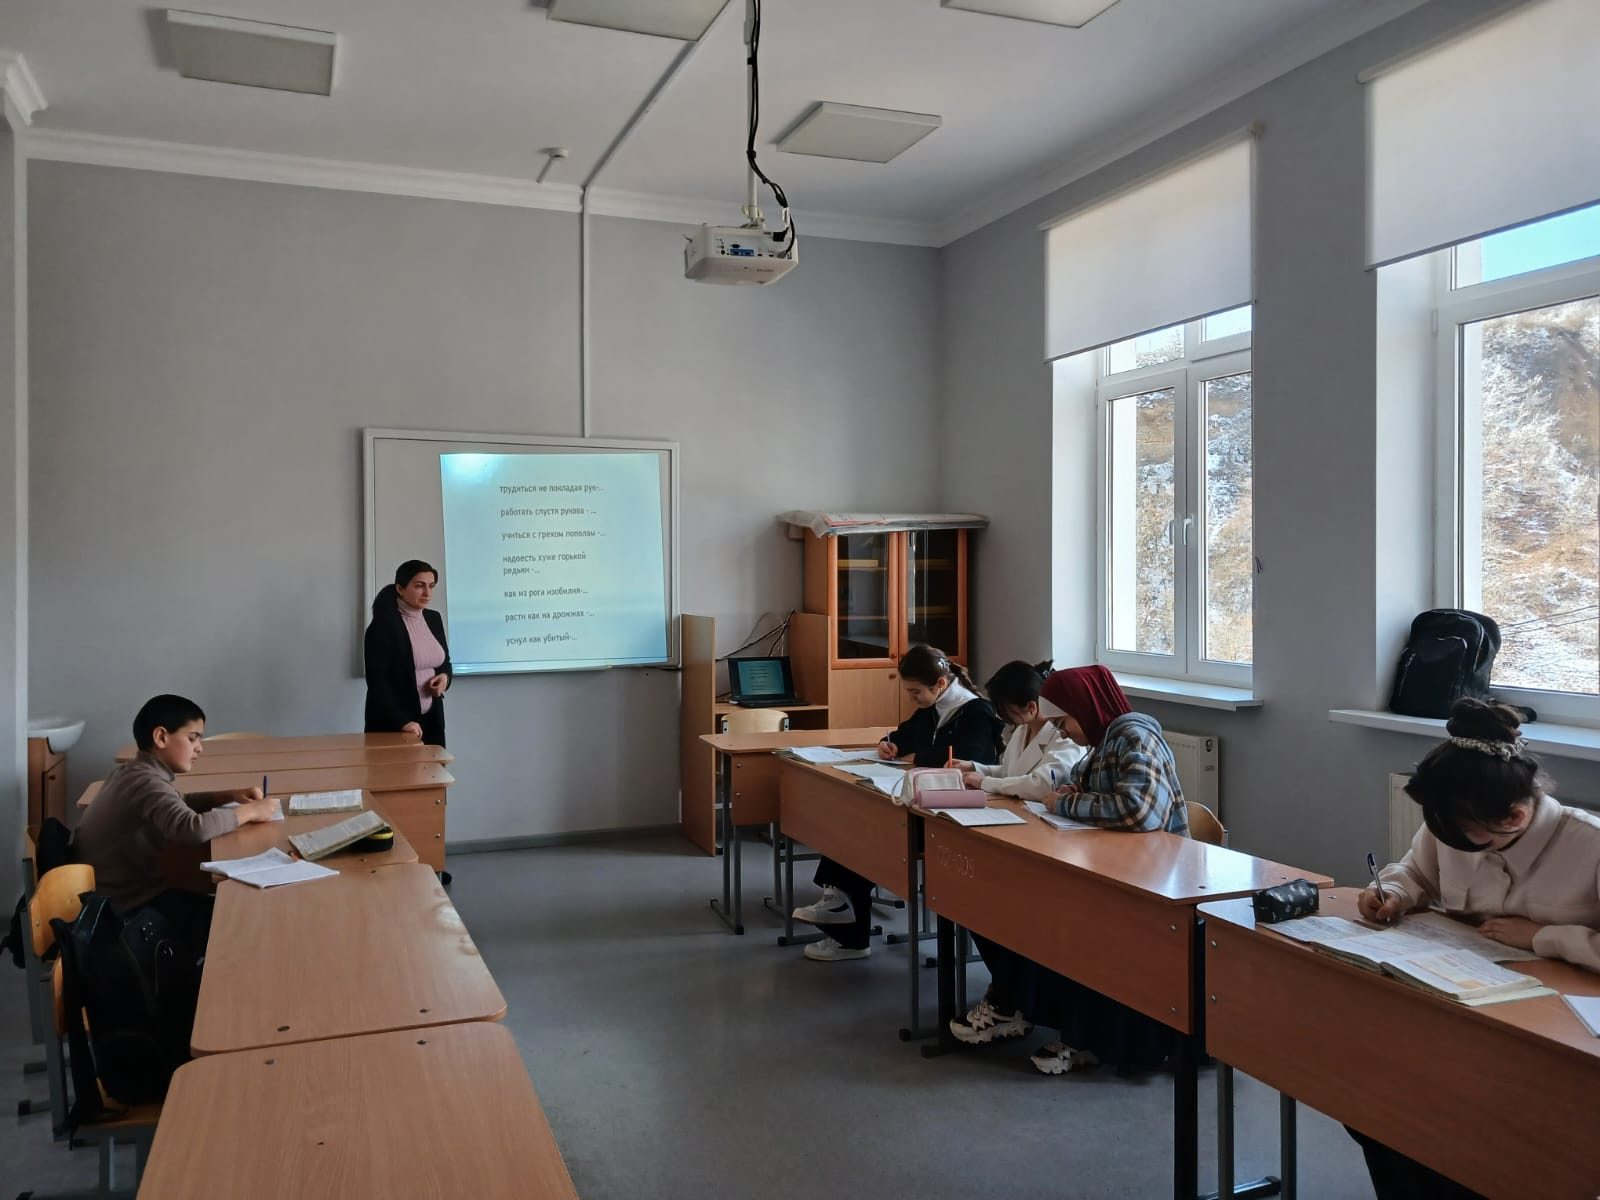 трудиться не покладая рук-...
работать спустя рукава - ...
учиться с грехом пополам -...
надоесть хуже горькой
редьки -...
как из рога изобилия-...
расти как на дрожжах -...
уснул как убитый-...